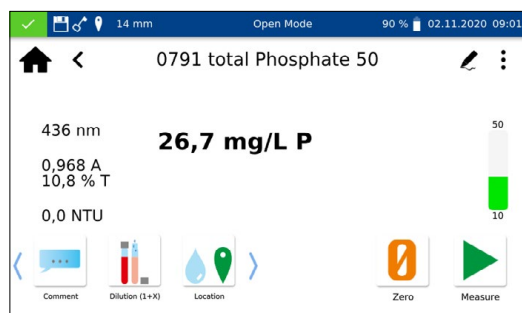 14 mm Open Mode 90 % 02.11.2020 09:01
0791 total Phosphate 50
436 nm
26,7 mg/L P
0,968 A
10,8 % T
0,0 NTU
50
10
Comment Dilution (1+X) Location Zero Measure